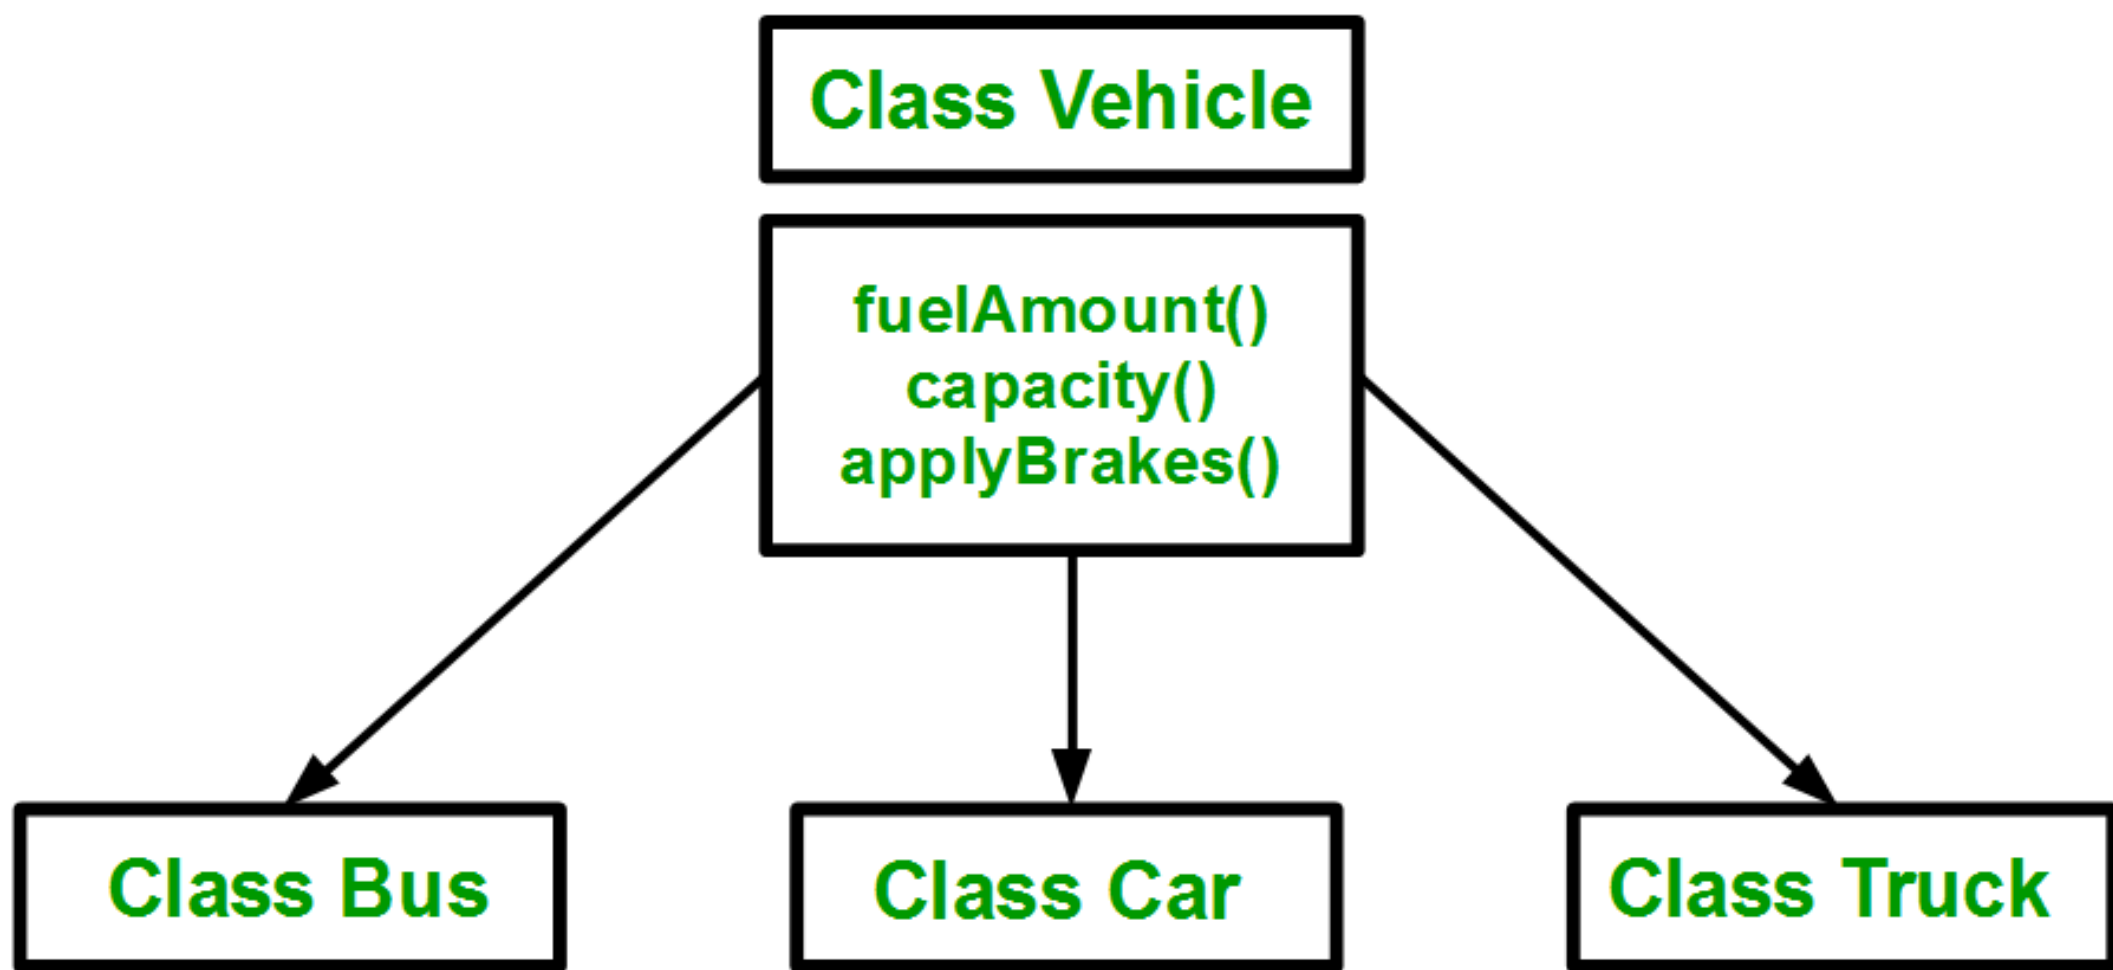 Class Vehicle
fuelAmount()
capacity()
applyBrakes()
Class Bus
Class Car
Class Truck